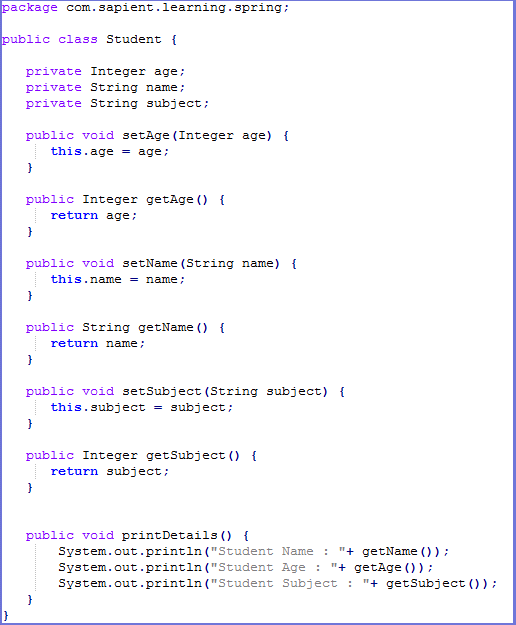 package com.sapient.learning.spring;
public class Student {
private Integer age;
private String name;
private String subject;
public void setAge(Integer age) {
this.age = age;
}
public Integer getAge() {
return age;
}
public void setName(String name) {
this.name = name;
}
public String getName() {
return name;
}
public void setSubject(String subject) {
this.subject = subject;
}
public Integer getSubject() {
return subject;
}
public void printDetails() {
System.out.println("Student Name : "+ getName());
System.out.println("Student Age : "+ getAge());
System.out.println("Student Subject : "+ getSubject());
}
}